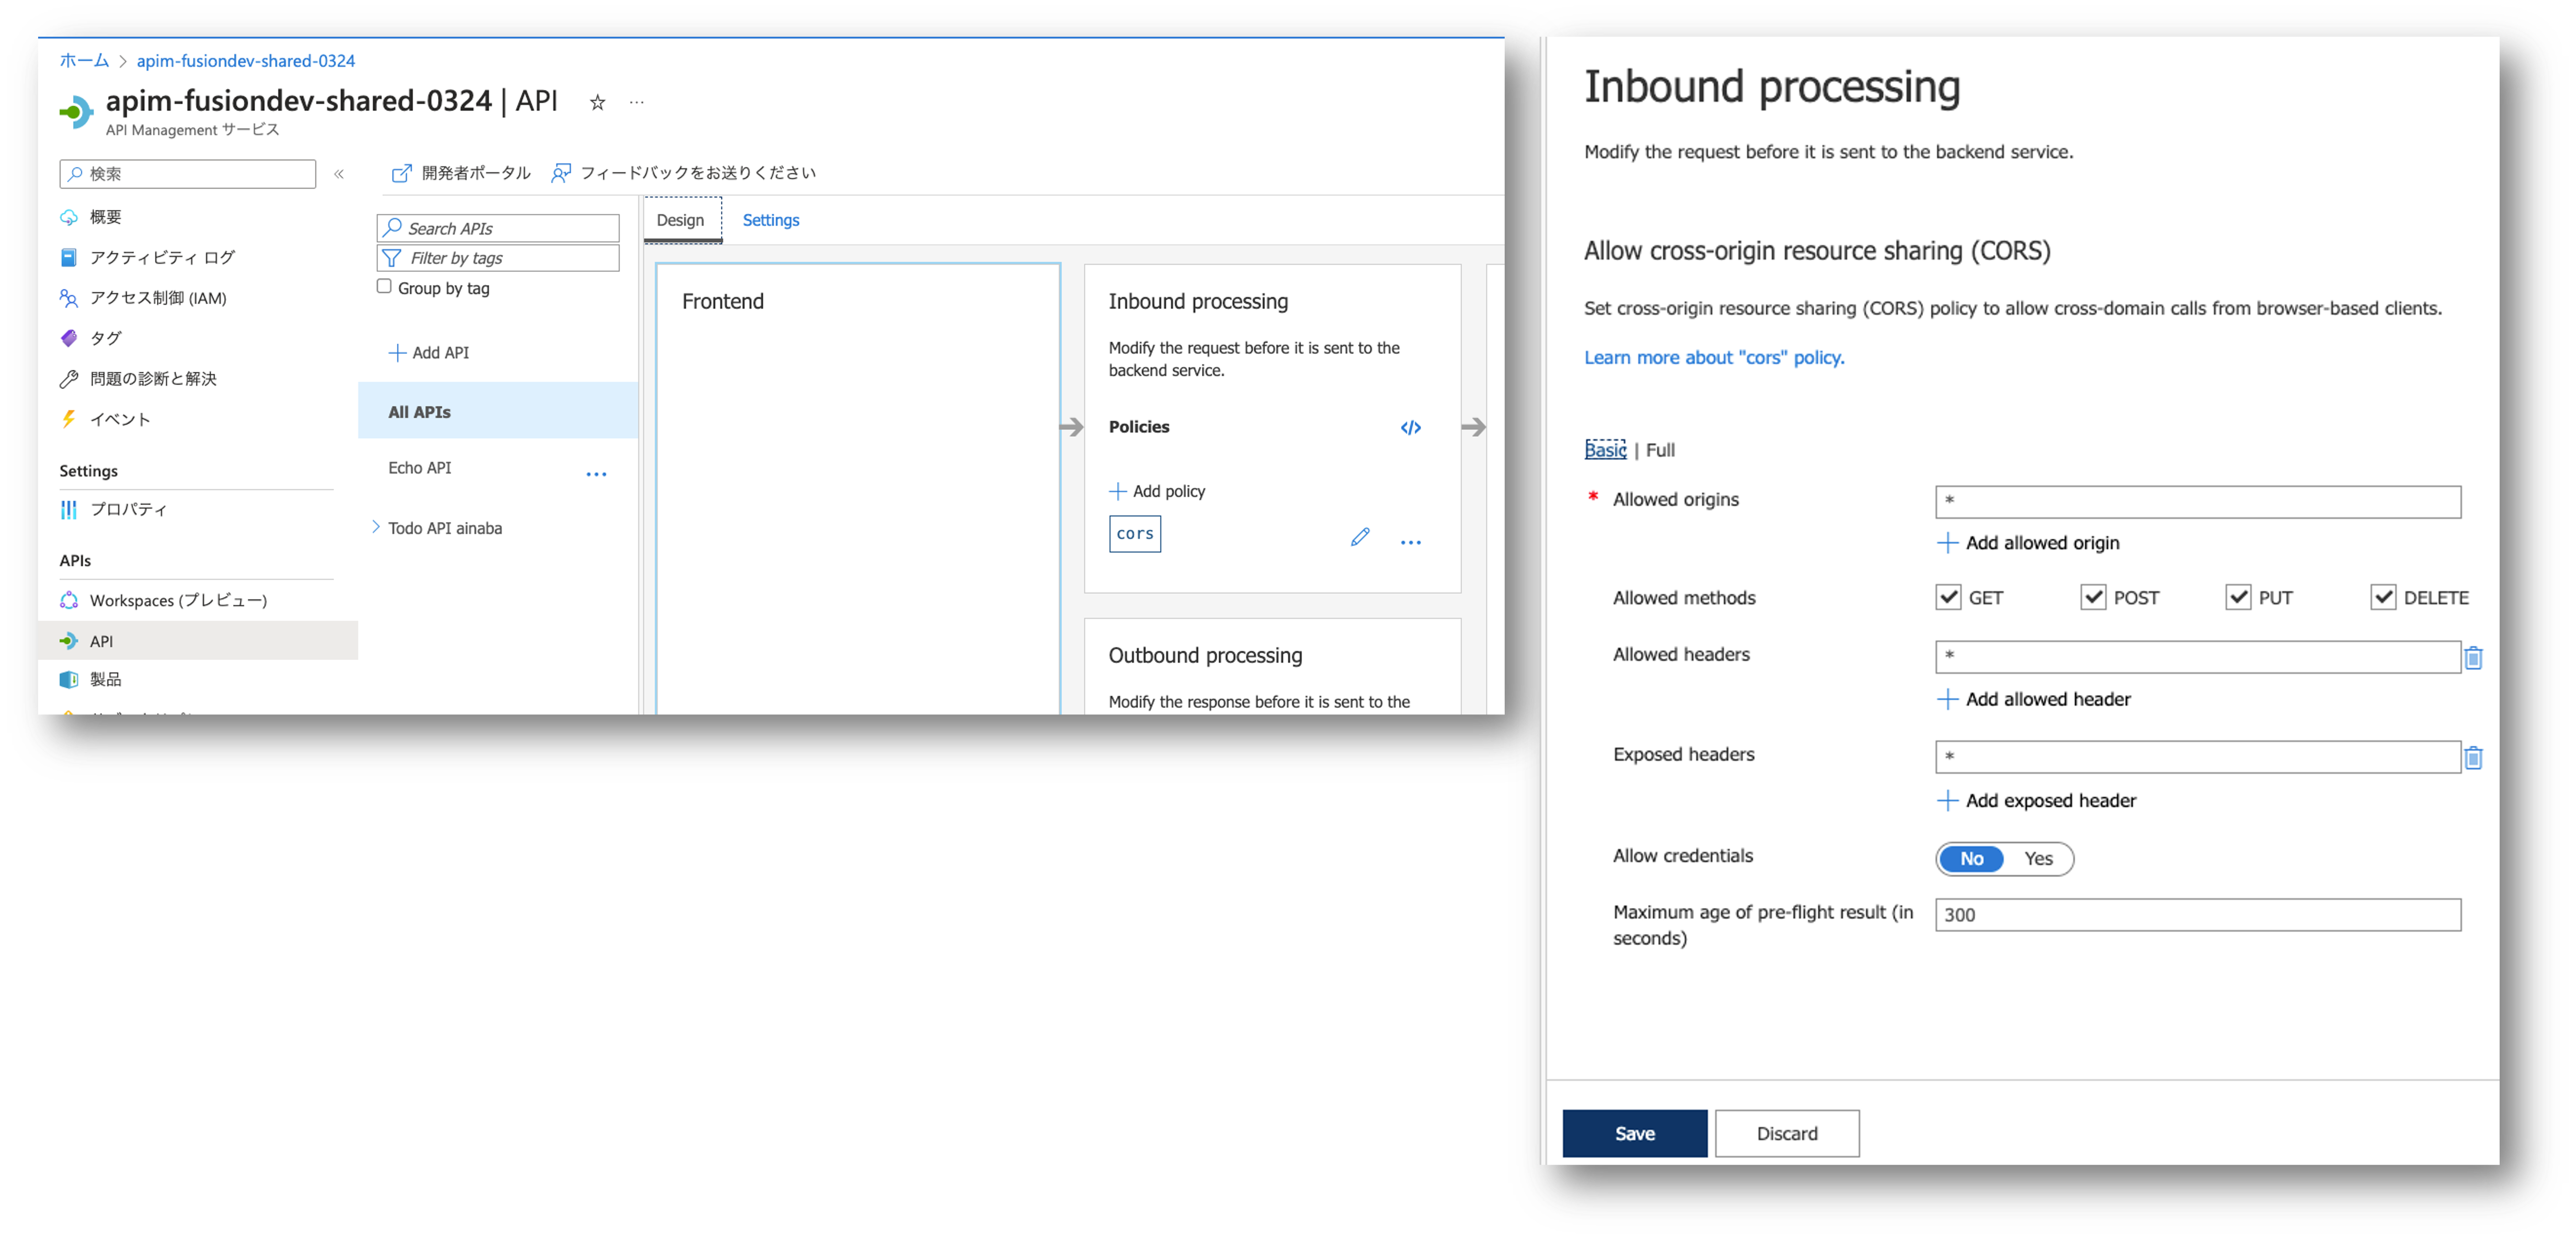 ホーム > apim-fusiondev-shared-0324
apim-fusiondev-shared-0324 | API ☆ ...
API Management サービス
検索 «
概要
アクティビティ ログ
アクセス制御 (IAM)
タグ
問題の診断と解決
イベント
Settings
プロパティ
APIs
Workspaces (プレビュー)
API
製品
開発者ポータル フィードバックをお送りください
Search APIs
Filter by tags
Group by tag
+ Add API
All APIs
Echo API ...
> Todo API ainaba
Design Settings
Frontend
Inbound processing
Modify the request before it is sent to the
backend service.
Policies </>
+ Add policy
cors ...
Outbound processing
Modify the response before it is sent to the
Inbound processing
Modify the request before it is sent to the backend service.
Allow cross-origin resource sharing (CORS)
Set cross-origin resource sharing (CORS) policy to allow cross-domain calls from browser-based clients.
Learn more about "cors" policy.
Basic | Full
* Allowed origins *
+ Add allowed origin
Allowed methods GET POST PUT DELETE
Allowed headers *
+ Add allowed header
Exposed headers *
+ Add exposed header
Allow credentials No Yes
Maximum age of pre-flight result (in
seconds) 300
Save Discard